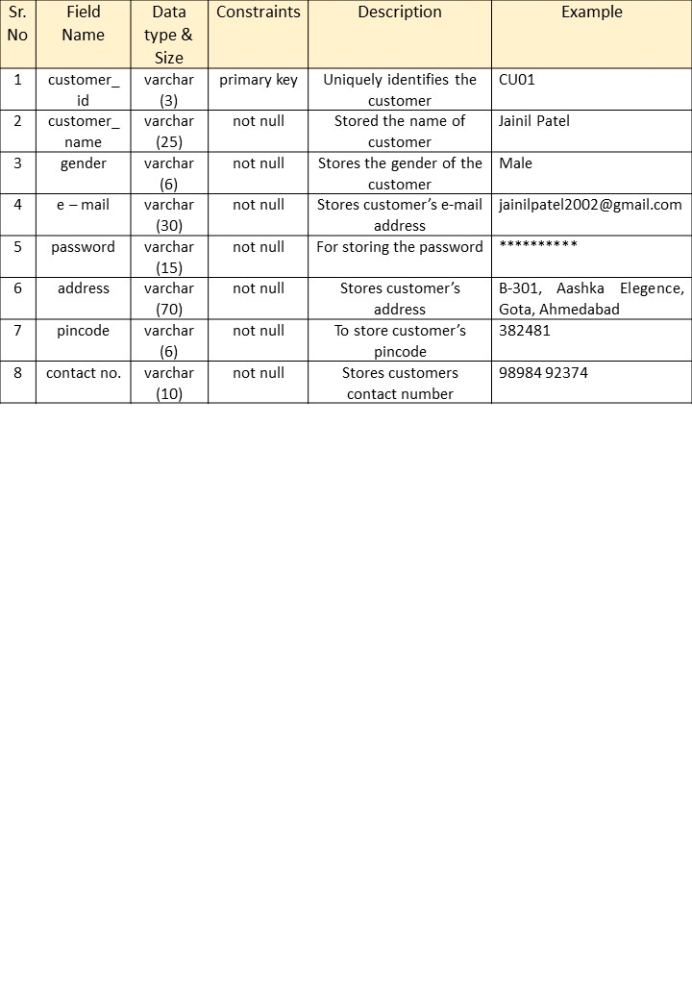 Sr. No Field Name Data type & Size Constraints Description Example
1 customer_ id varchar (3) primary key Uniquely identifies the customer CU01
2 customer_ name varchar (25) not null Stored the name of customer Jainil Patel
3 gender varchar (6) not null Stores the gender of the customer Male
4 e – mail varchar (30) not null Stores customer’s e-mail address jainilpatel2002@gmail.com
5 password varchar (15) not null For storing the password **********
6 address varchar (70) not null Stores customer’s address B-301, Aashka Elegence, Gota, Ahmedabad
7 pincode varchar (6) not null To store customer’s pincode 382481
8 contact no. varchar (10) not null Stores customers contact number 98984 92374